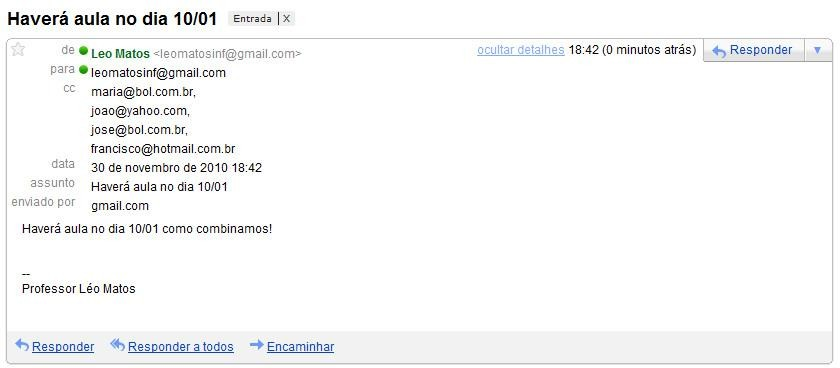 Haverá aula no dia 10/01 Entrada | X
de Leo Matos <leomatosinf@gmail.com> ocultar detalhes 18:42 (0 minutos atrás) Responder
para leomatosinf@gmail.com
cc maria@bol.com.br,
joao@yahoo.com,
jose@bol.com.br,
francisco@hotmail.com.br
data 30 de novembro de 2010 18:42
assunto Haverá aula no dia 10/01
enviado por gmail.com
Haverá aula no dia 10/01 como combinamos!
--
Professor Léo Matos
Responder Responder a todos Encaminhar